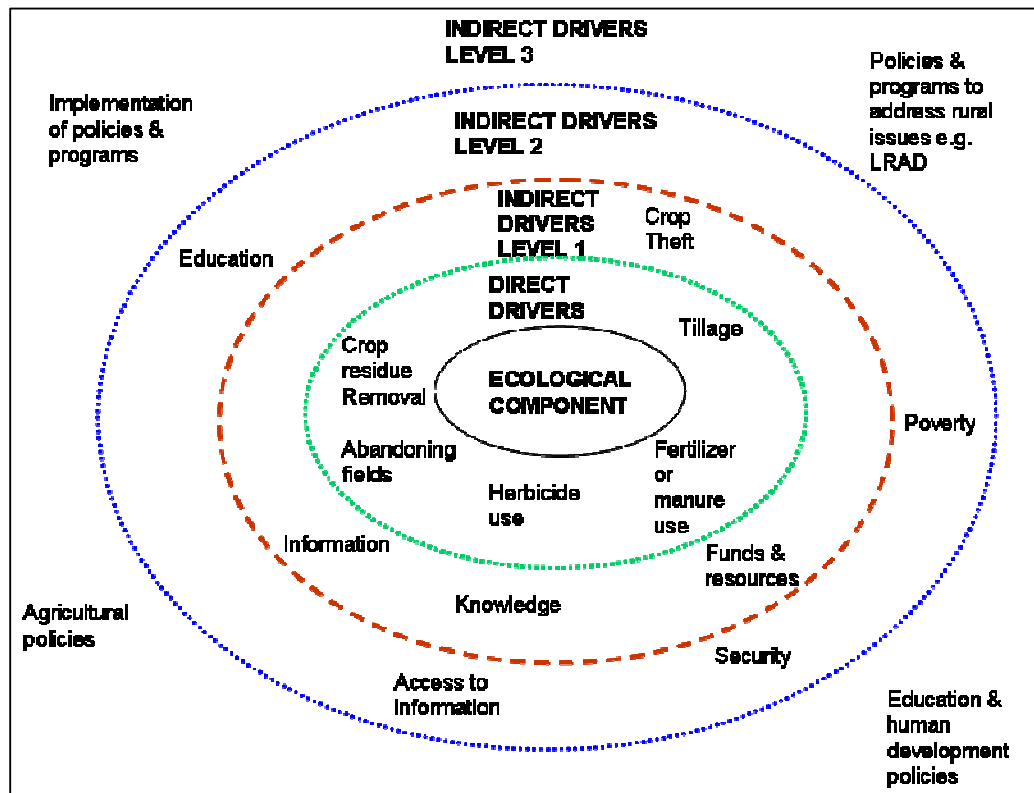 INDIRECT DRIVERS
LEVEL 3
Policies &
programs to
address rural
issues e.g.
LRAD
Implementation
of policies &
programs
INDIRECT DRIVERS
LEVEL 2
INDIRECT
DRIVERS
LEVEL 1
Crop
Theft
Education
DIRECT
DRIVERS
Tillage
Crop
residue
Removal
ECOLOGICAL
COMPONENT
Poverty
Abandoning
fields
Herbicide
use
Fertilizer
or
manure
use
Information
Funds &
resources
Knowledge
Agricultural
policies
Security
Access to
Information
Education &
human
development
policies